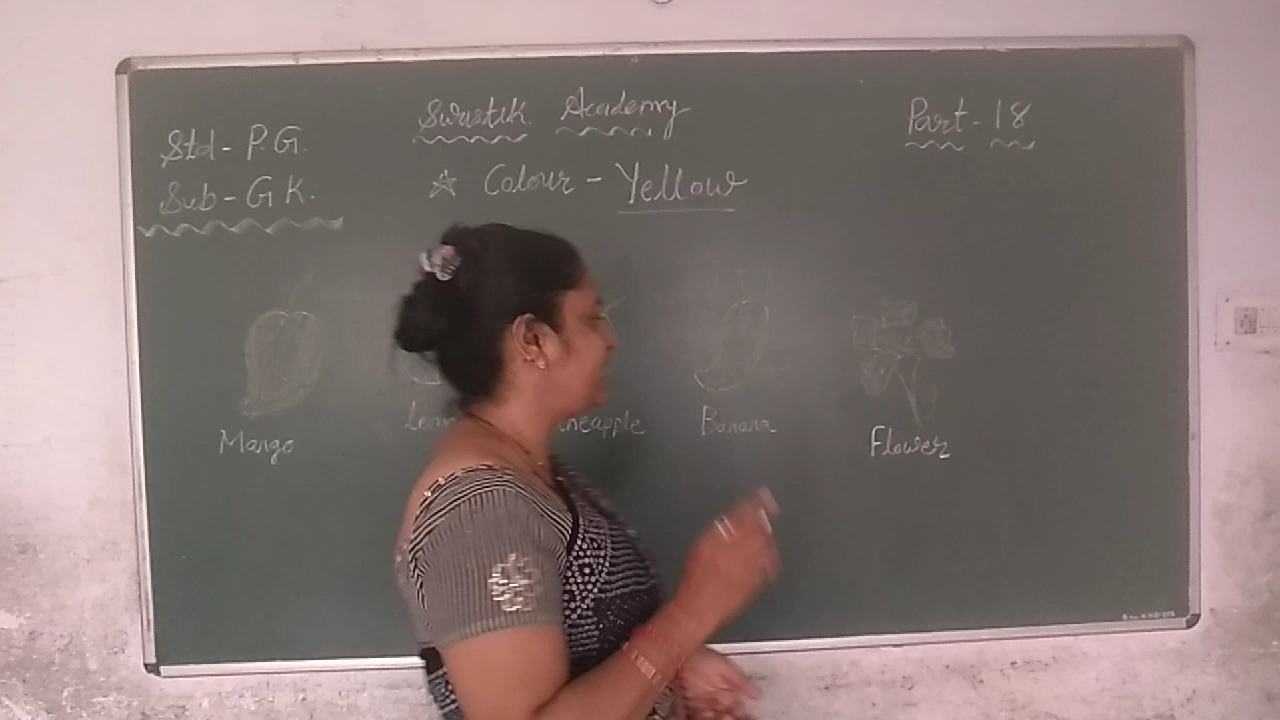 Swastik Academy
Part-18
Std-P.G.
Sub-G.K.
☆ Colour - Yellow
Mango
Banana
Flower